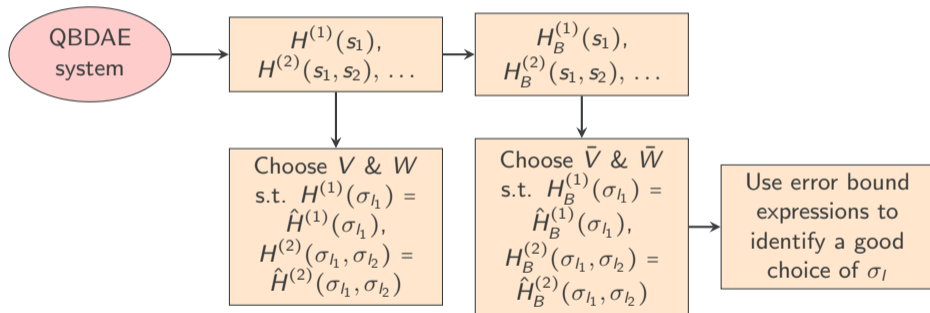 QBDAE
system
H^{(1)}(s_1),
H^{(2)}(s_1, s_2), …
H_B^{(1)}(s_1),
H_B^{(2)}(s_1, s_2), …
Choose V & W
s.t. H^{(1)}(σ_{l_1}) =
Ĥ^{(1)}(σ_{l_1}),
H^{(2)}(σ_{l_1}, σ_{l_2}) =
Ĥ^{(2)}(σ_{l_1}, σ_{l_2})
Choose V̄ & W̄
s.t. H_B^{(1)}(σ_{l_1}) =
Ĥ_B^{(1)}(σ_{l_1}),
H_B^{(2)}(σ_{l_1}, σ_{l_2}) =
Ĥ_B^{(2)}(σ_{l_1}, σ_{l_2})
Use error bound
expressions to
identify a good
choice of σ_l